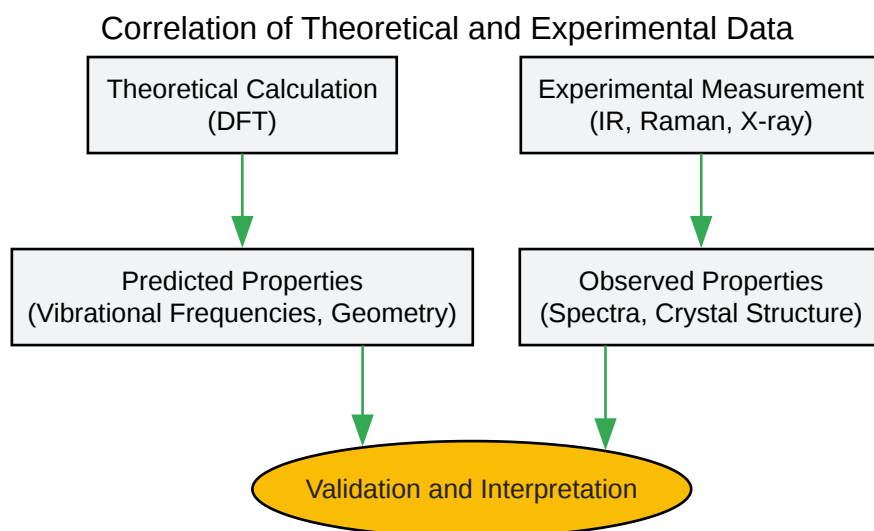 Correlation of Theoretical and Experimental Data
Theoretical Calculation
(DFT)
Experimental Measurement
(IR, Raman, X-ray)
Predicted Properties
(Vibrational Frequencies, Geometry)
Observed Properties
(Spectra, Crystal Structure)
Validation and Interpretation